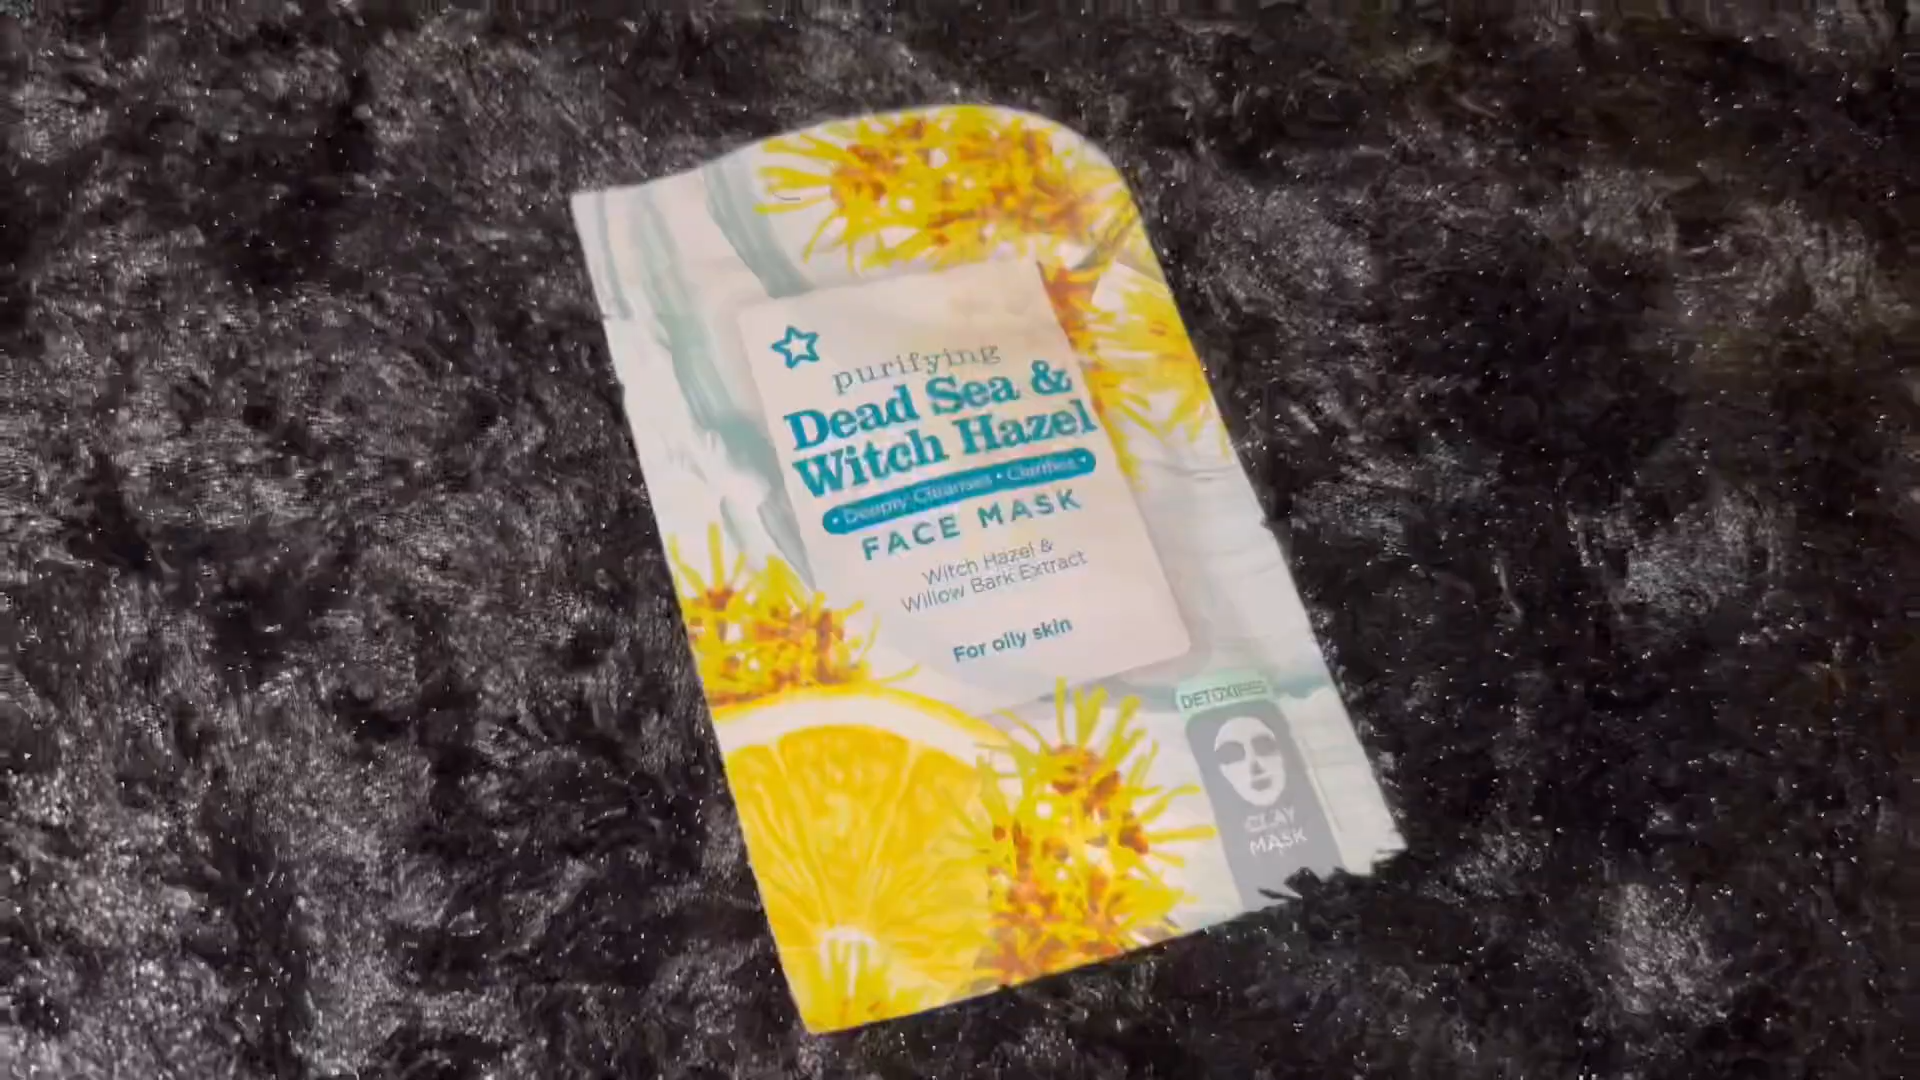 purifying
Dead Sea &
Witch Hazel
• Deeply Cleanses • Clarifies •
FACE MASK
Witch Hazel &
Willow Bark Extract
For oily skin
DETOXIFIES
CLAY
MASK